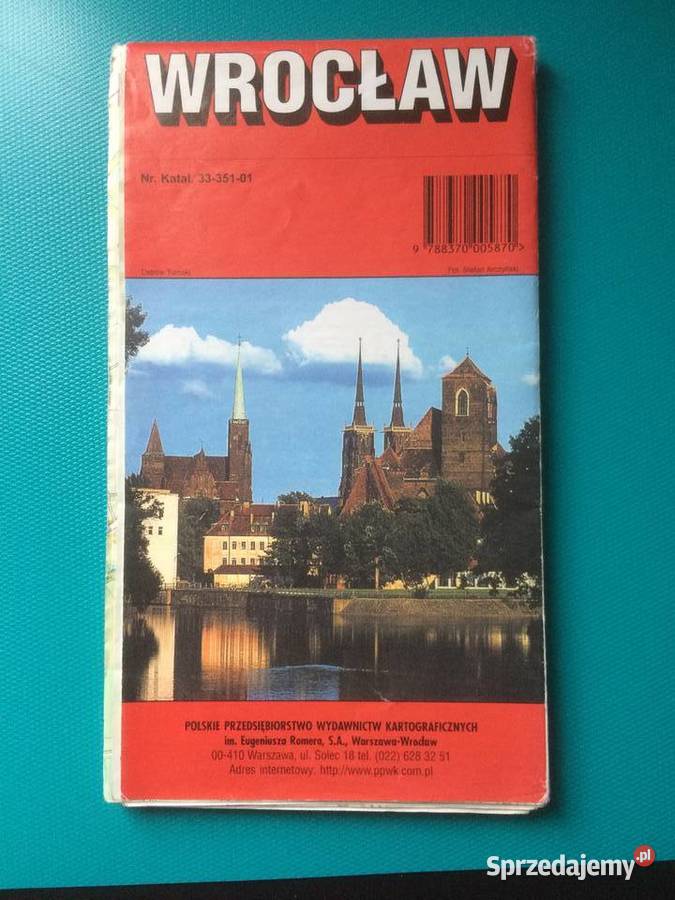 WROCŁAW
Nr. Katal. 33-351-01
9 788370 005870 >
Ostrów Tumski
Fot. Stefan Arczyński
POLSKIE PRZEDSIĘBIORSTWO WYDAWNICTW KARTOGRAFICZNYCH
im. Eugeniusza Romera, S.A., Warszawa-Wrocław
00-410 Warszawa, ul. Solec 18 tel. (022) 628 32 51
Adres internetowy: http://www.ppwk.com.pl
Sprzedajemy.pl